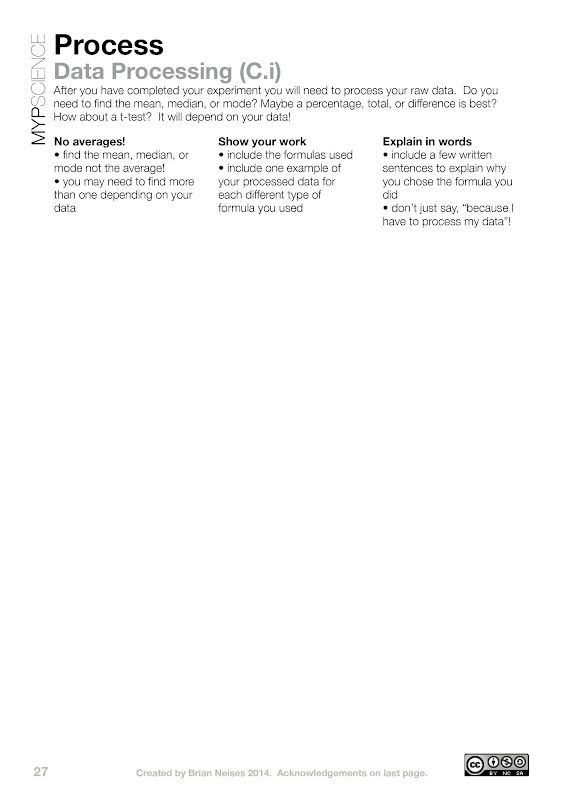 MYPSCIENCE
Process
Data Processing (C.i)
After you have completed your experiment you will need to process your raw data.  Do you
need to find the mean, median, or mode? Maybe a percentage, total, or difference is best?
How about a t-test?  It will depend on your data!
No averages!
• find the mean, median, or
mode not the average!
• you may need to find more
than one depending on your
data
Show your work
• include the formulas used
• include one example of
your processed data for
each different type of
formula you used
Explain in words
• include a few written
sentences to explain why
you chose the formula you
did
• don't just say, "because I
have to process my data"!
27
Created by Brian Neises 2014.  Acknowledgements on last page.
cc
BY NC SA